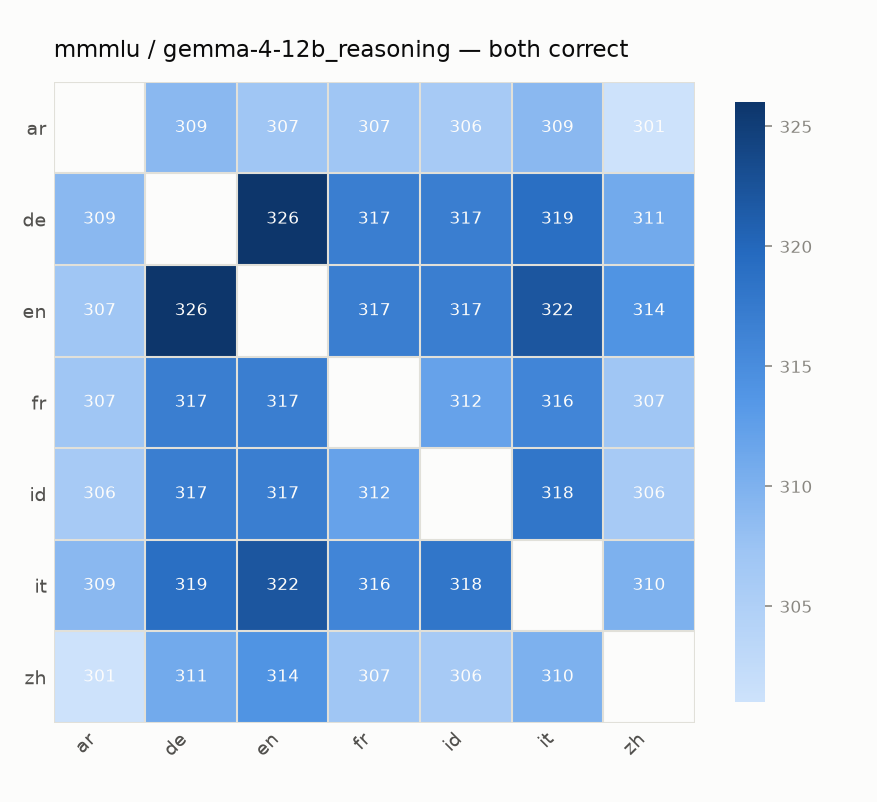 mmmlu / gemma-4-12b_reasoning — both correct
ar 309 307 307 306 309 301
de 309 326 317 317 319 311
en 307 326 317 317 322 314
fr 307 317 317 312 316 307
id 306 317 317 312 318 306
it 309 319 322 316 318 310
zh 301 311 314 307 306 310
ar de en fr id it zh
325
320
315
310
305